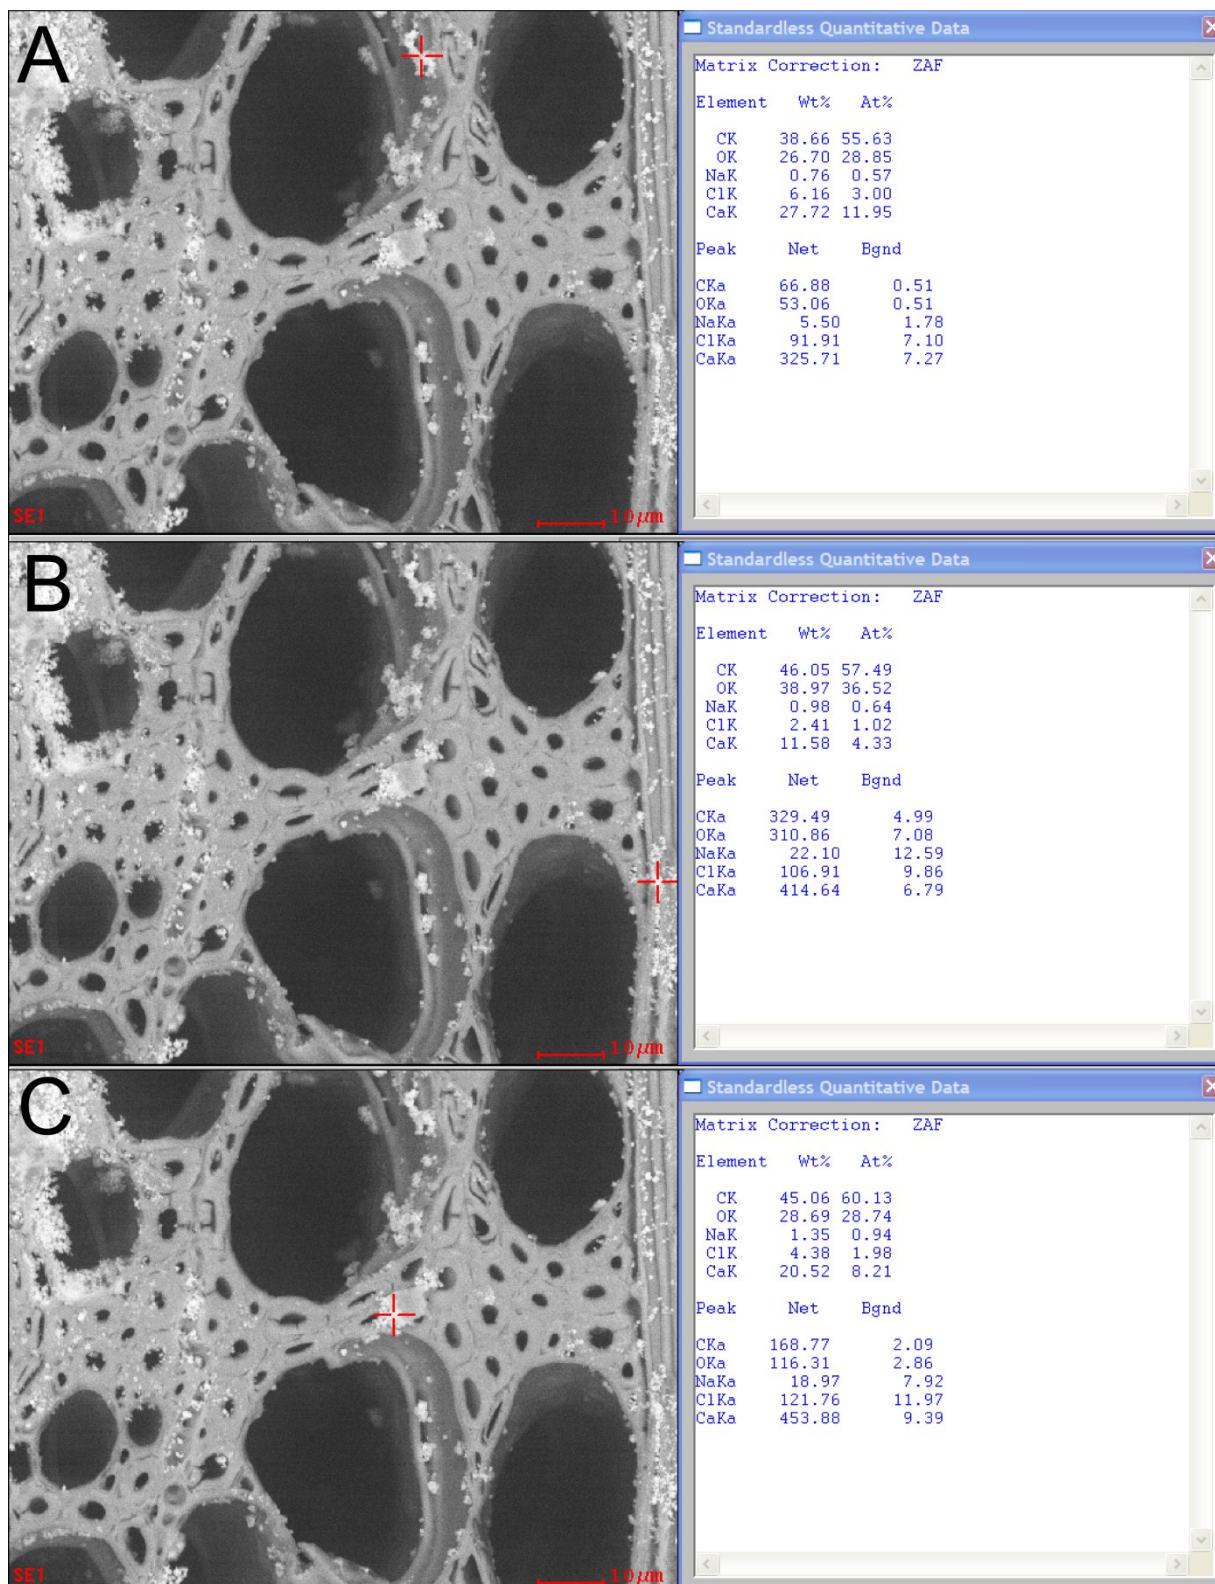 A
Standardless Quantitative Data
Matrix Correction: ZAF
Element Wt% At%
CK 38.66 55.63
OK 26.70 28.85
NaK 0.76 0.57
ClK 6.16 3.00
CaK 27.72 11.95
Peak Net Bgnd
CKa 66.88 0.51
OKa 53.06 0.51
NaKa 5.50 1.78
ClKa 91.91 7.10
CaKa 325.71 7.27
SE1
10 µm
B
Standardless Quantitative Data
Matrix Correction: ZAF
Element Wt% At%
CK 46.05 57.49
OK 38.97 36.52
NaK 0.98 0.64
ClK 2.41 1.02
CaK 11.58 4.33
Peak Net Bgnd
CKa 329.49 4.99
OKa 310.86 7.08
NaKa 22.10 12.59
ClKa 106.91 9.86
CaKa 414.64 6.79
SE1
10 µm
C
Standardless Quantitative Data
Matrix Correction: ZAF
Element Wt% At%
CK 45.06 60.13
OK 28.69 28.74
NaK 1.35 0.94
ClK 4.38 1.98
CaK 20.52 8.21
Peak Net Bgnd
CKa 168.77 2.09
OKa 116.31 2.86
NaKa 18.97 7.92
ClKa 121.76 11.97
CaKa 453.88 9.39
SE1
10 µm